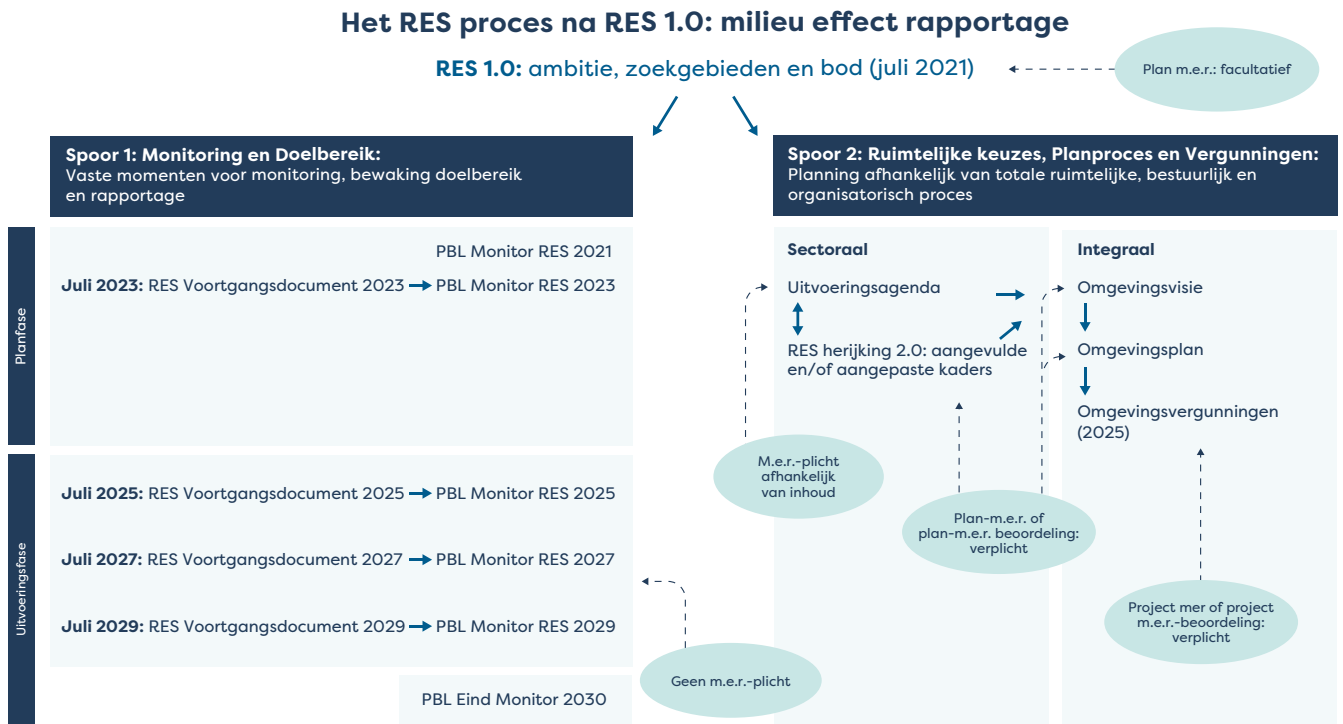 Het RES proces na RES 1.0: milieu effect rapportage
RES 1.0: ambitie, zoekgebieden en bod (juli 2021)
Plan m.e.r.: facultatief
Spoor 1: Monitoring en Doelbereik:
Vaste momenten voor monitoring, bewaking doelbereik
en rapportage
Spoor 2: Ruimtelijke keuzes, Planproces en Vergunningen:
Planning afhankelijk van totale ruimtelijke, bestuurlijk en
organisatorisch proces
Planfase
PBL Monitor RES 2021
Juli 2023: RES Voortgangsdocument 2023 PBL Monitor RES 2023
Uitvoeringsfase
Juli 2025: RES Voortgangsdocument 2025 PBL Monitor RES 2025
Juli 2027: RES Voortgangsdocument 2027 PBL Monitor RES 2027
Juli 2029: RES Voortgangsdocument 2029 PBL Monitor RES 2029
PBL Eind Monitor 2030
Geen m.e.r.-plicht
Sectoraal
Uitvoeringsagenda
RES herijking 2.0: aangevulde
en/of aangepaste kaders
M.e.r.-plicht
afhankelijk
van inhoud
Plan-m.e.r. of
plan-m.e.r. beoordeling:
verplicht
Integraal
Omgevingsvisie
Omgevingsplan
Omgevingsvergunningen
(2025)
Project mer of project
m.e.r.-beoordeling:
verplicht